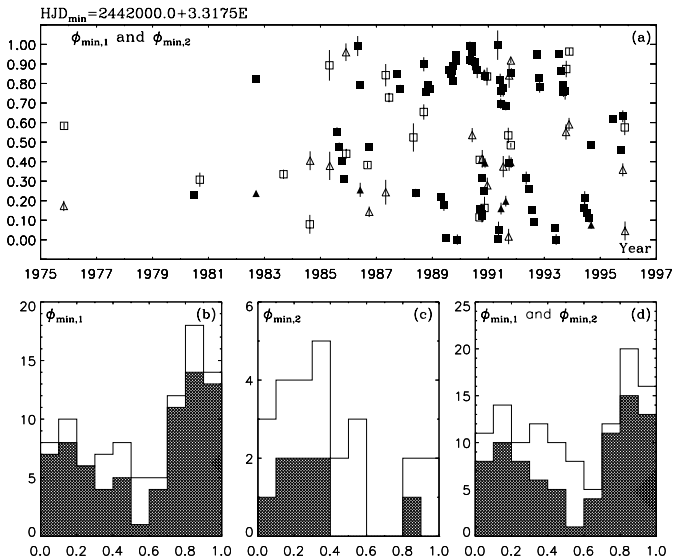 HJD_min=2442000.0+3.3175E
ϕ_min,1 and ϕ_min,2 (a)
1.00
0.90
0.80
0.70
0.60
0.50
0.40
0.30
0.20
0.10
0.00
Year
1975 1977 1979 1981 1983 1985 1987 1989 1991 1993 1995 1997
ϕ_min,1 (b)
20
15
10
5
0
0.0 0.2 0.4 0.6 0.8 1.0
ϕ_min,2 (c)
6
4
2
0
0.0 0.2 0.4 0.6 0.8 1.0
ϕ_min,1 and ϕ_min,2 (d)
25
20
15
10
5
0
0.0 0.2 0.4 0.6 0.8 1.0